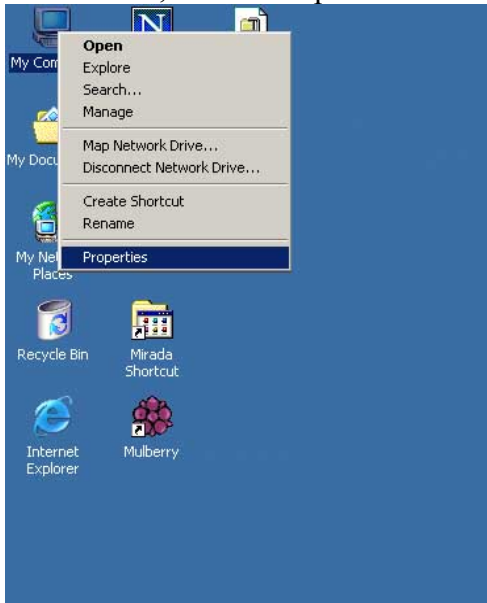 My Com
Open
Explore
Search...
Manage
Map Network Drive...
Disconnect Network Drive...
Create Shortcut
Rename
Properties
My Docu
My Ne
Places
Recycle Bin
Mirada
Shortcut
Internet
Explorer
Mulberry